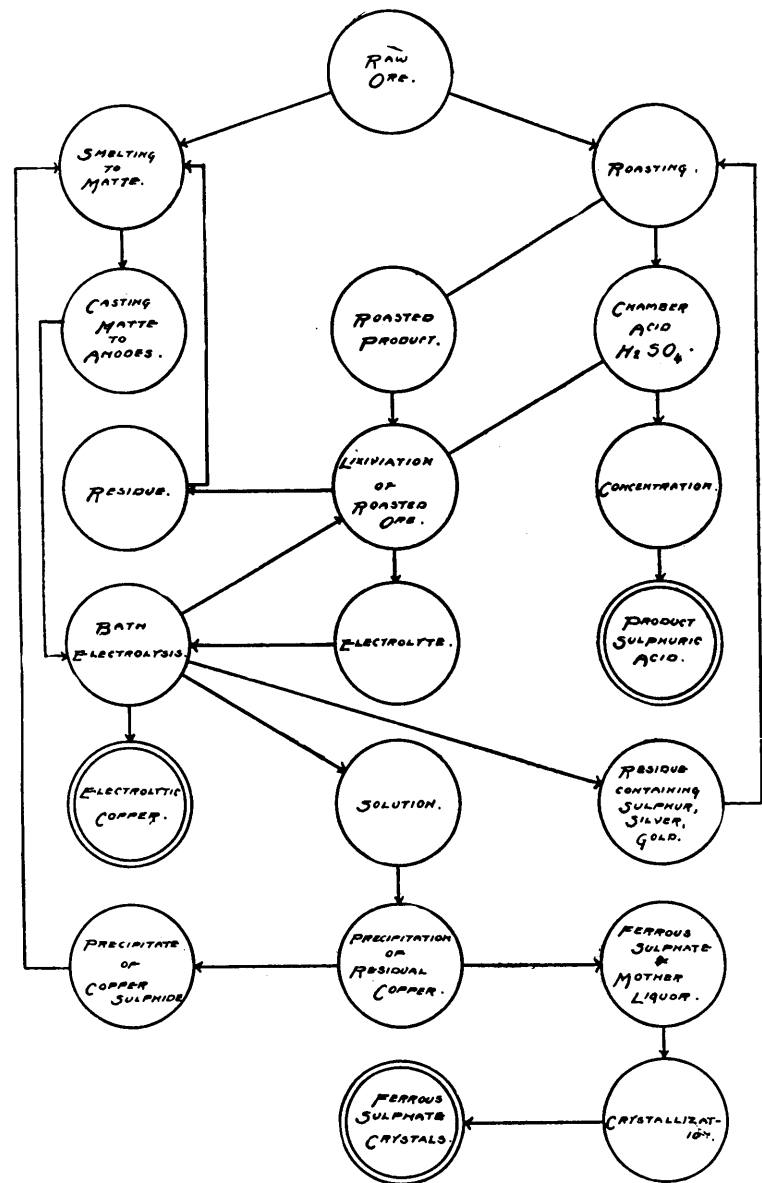 RAW
ORE.
SMELTING
TO
MATTE.
ROASTING.
CASTING
MATTE
TO
ANODES.
ROASTED
PRODUCT.
CHAMBER
ACID
H2 SO4.
RESIDUE.
LIXIVIATION
OF
ROASTED
ORE.
CONCENTRATION.
BATH
ELECTROLYSIS.
ELECTROLYTE.
PRODUCT
SULPHURIC
ACID.
ELECTROLYTIC
COPPER.
SOLUTION.
RESIDUE
CONTAINING
SULPHUR,
SILVER,
GOLD.
PRECIPITATE
OF
COPPER
SULPHIDE
PRECIPITATION
OF
RESIDUAL
COPPER.
FERROUS
SULPHATE
&
MOTHER
LIQUOR.
FERROUS
SULPHATE
CRYSTALS.
CRYSTALLIZAT-
ION.